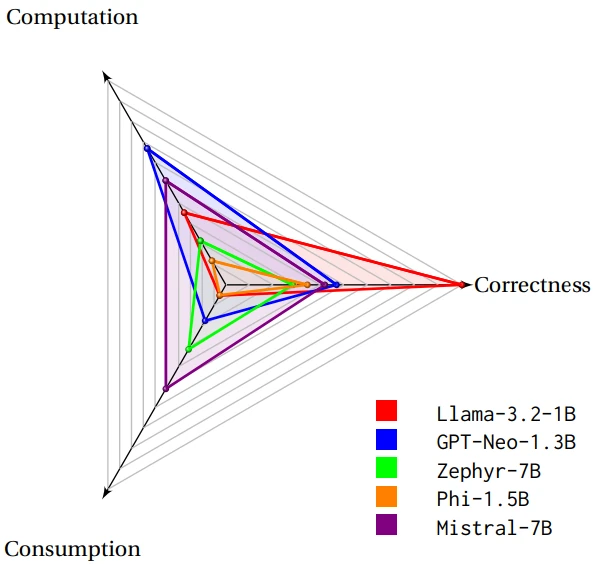 Computation
Correctness
Llama-3.2-1B
GPT-Neo-1.3B
Zephyr-7B
Phi-1.5B
Mistral-7B
Consumption